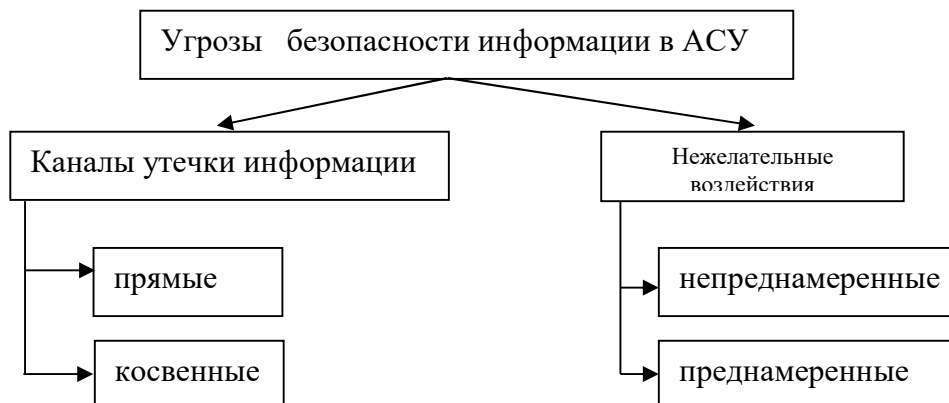 Угрозы безопасности информации в АСУ
Каналы утечки информации
Нежелательные
воздействия
прямые
непреднамеренные
косвенные
преднамеренные